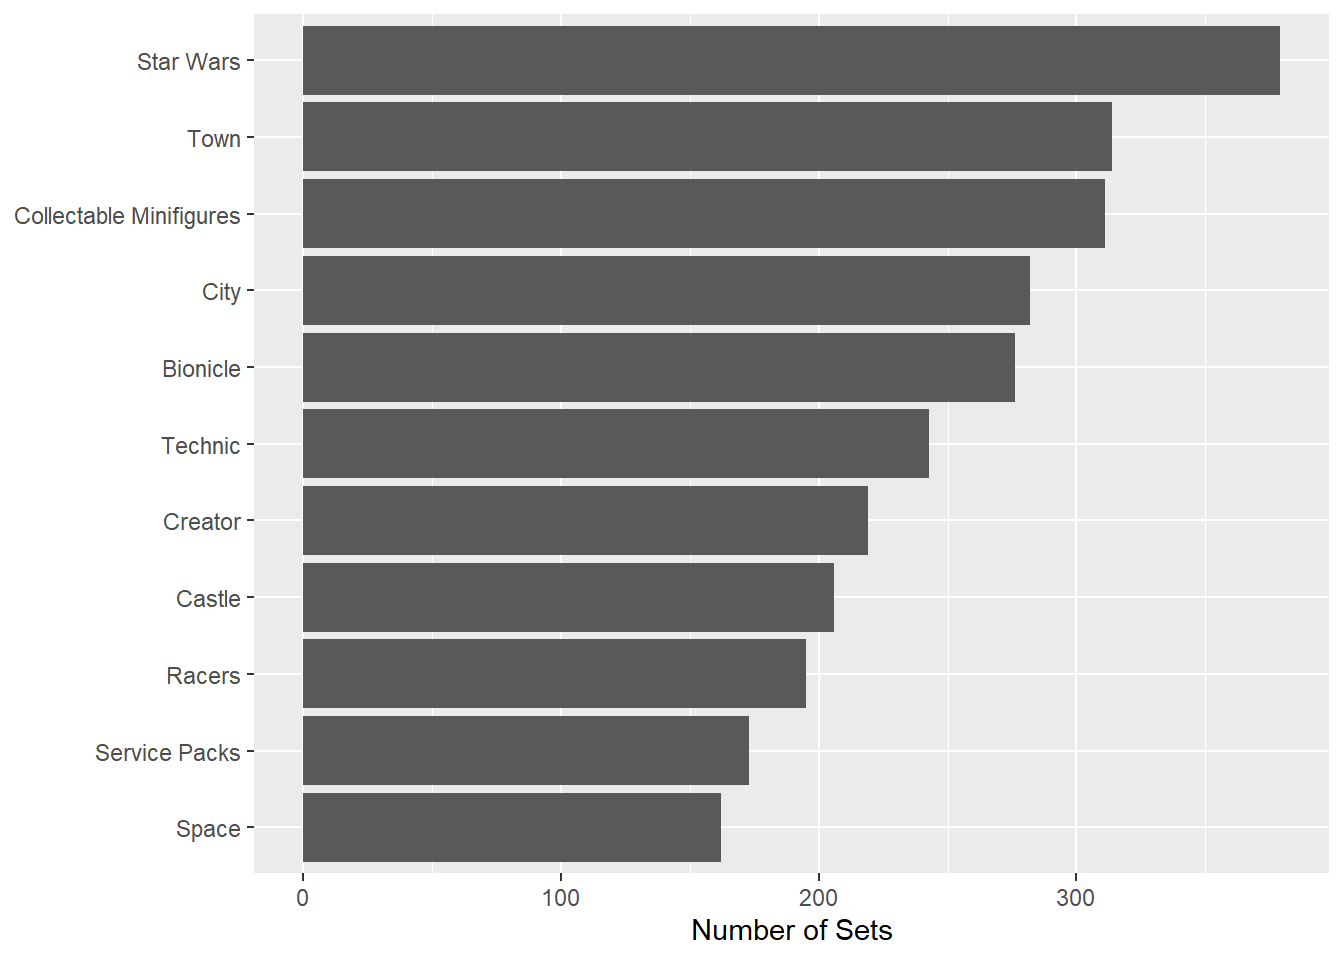 Star Wars
Town
Collectable Minifigures
City
Bionicle
Technic
Creator
Castle
Racers
Service Packs
Space
0 100 200 300
Number of Sets